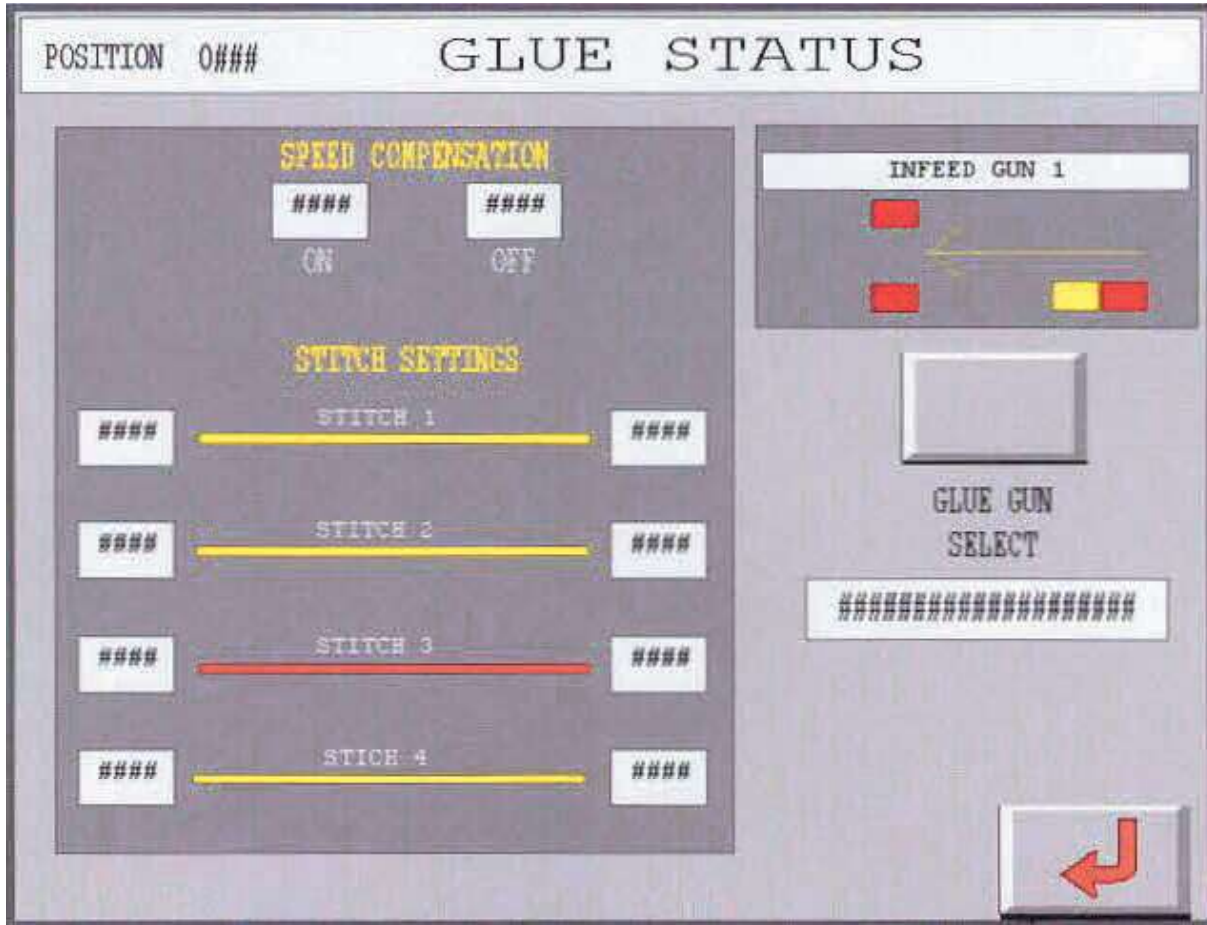 POSITION 0### GLUE STATUS
SPEED COMPENSATION
#### ####
ON OFF
STITCH SETTINGS
#### STITCH 1 ####
#### STITCH 2 ####
#### STITCH 3 ####
#### STICH 4 ####
INFEED GUN 1
GLUE GUN
SELECT
####################